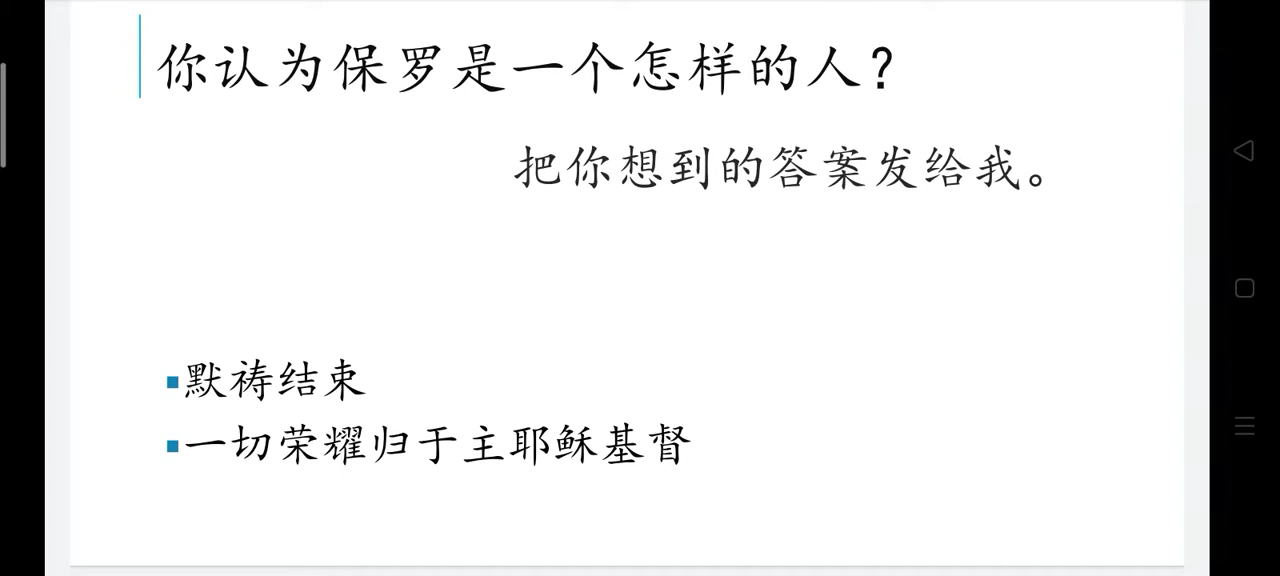 你认为保罗是一个怎样的人？
把你想到的答案发给我。
▪默祷结束
▪一切荣耀归于主耶稣基督